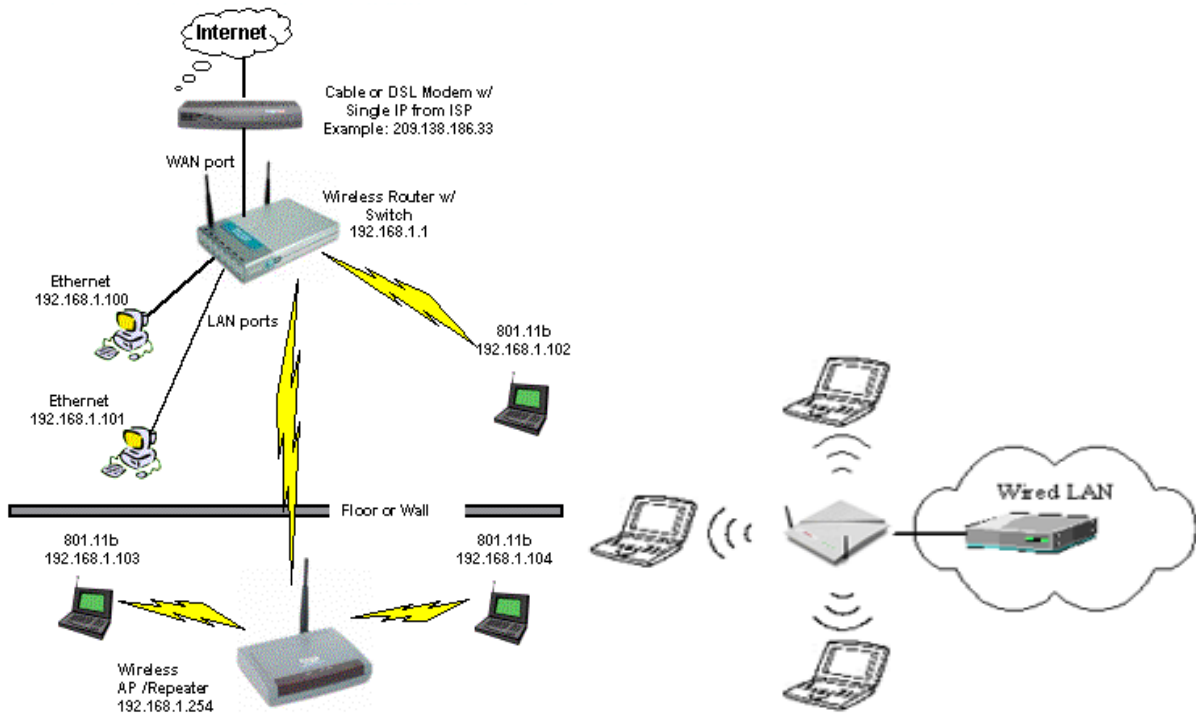 Internet
Cable or DSL Modem w/
Single IP from ISP
Example: 209.138.186.33
WAN port
Wireless Router w/
Switch
192.168.1.1
Ethernet
192.168.1.100
LAN ports
801.11b
192.168.1.102
Ethernet
192.168.1.101
Floor or Wall
801.11b
192.168.1.103
801.11b
192.168.1.104
Wireless
AP /Repeater
192.168.1.254
Wired LAN